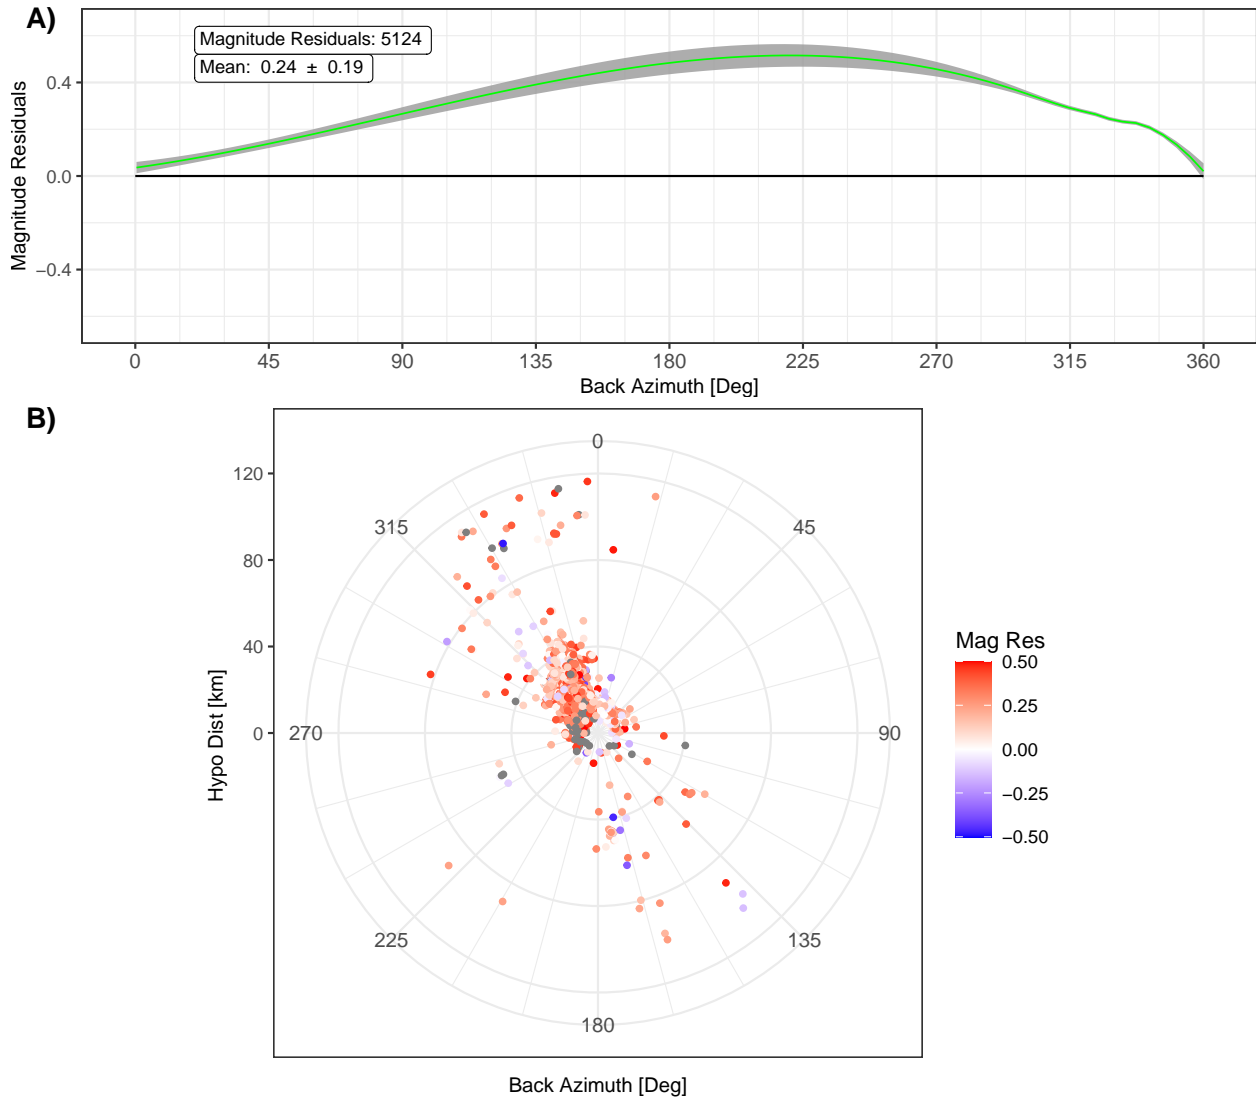 A)
Magnitude Residuals: 5124
Mean: 0.24 ± 0.19
Magnitude Residuals
0.4
0.0
−0.4
0 45 90 135 180 225 270 315 360
Back Azimuth [Deg]
B)
Hypo Dist [km]
120
80
40
0
0
45
90
135
180
225
270
315
Back Azimuth [Deg]
Mag Res
0.50
0.25
0.00
−0.25
−0.50